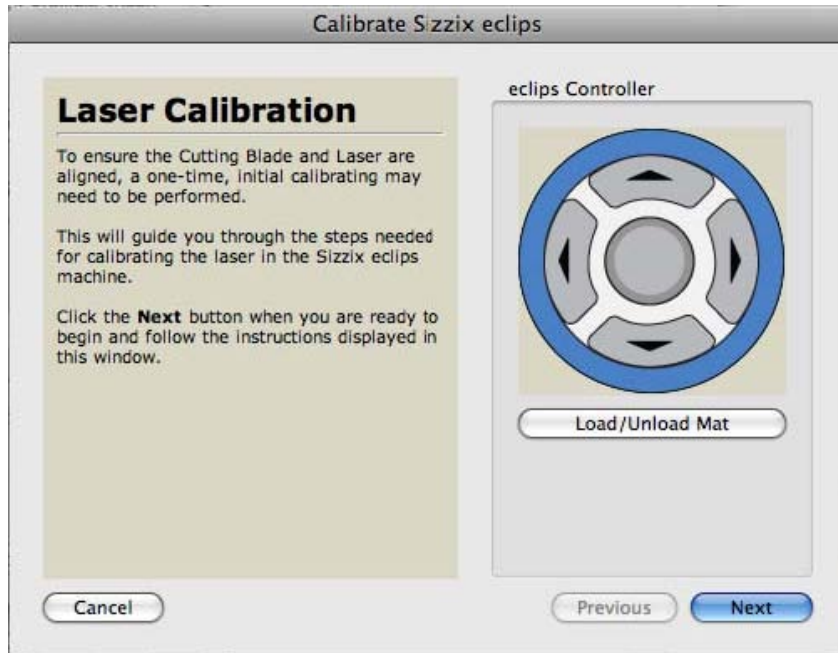 Calibrate Sizzix eclips
Laser Calibration
To ensure the Cutting Blade and Laser are
aligned, a one-time, initial calibrating may
need to be performed.
This will guide you through the steps needed
for calibrating the laser in the Sizzix eclips
machine.
Click the Next button when you are ready to
begin and follow the instructions displayed in
this window.
eclips Controller
Load/Unload Mat
Cancel
Previous
Next